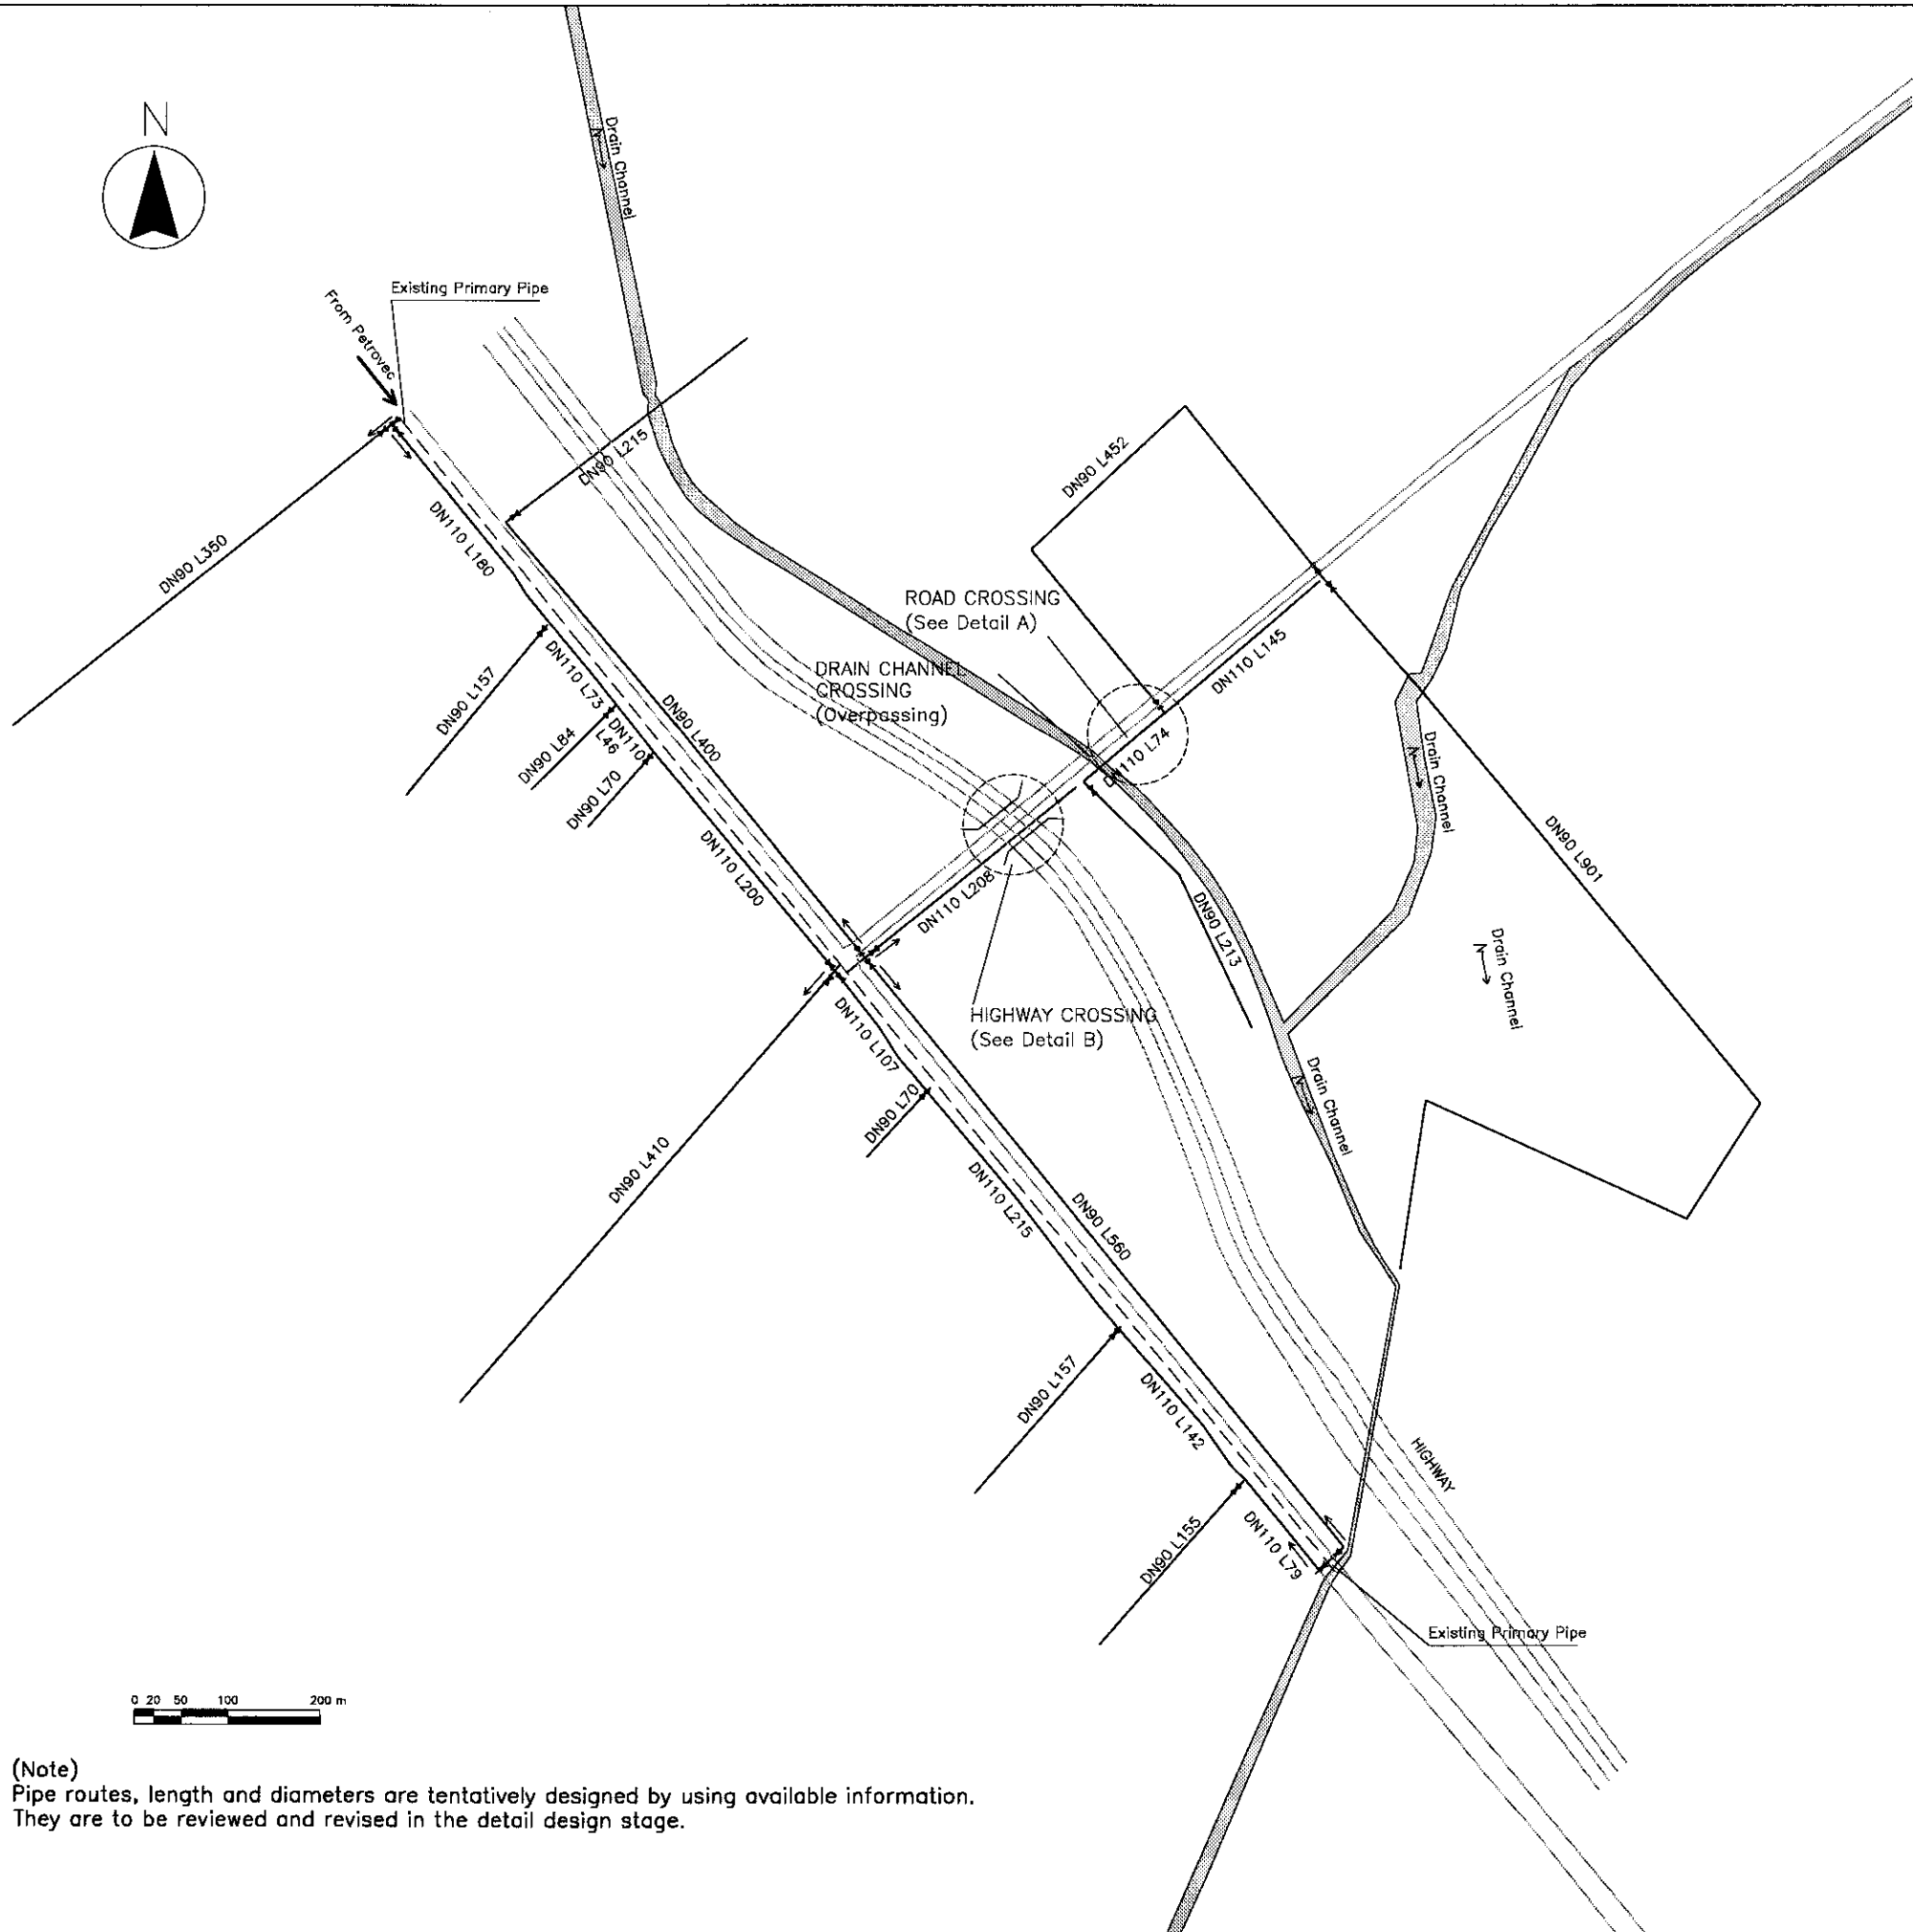 N
Drain Channel
N
Existing Primary Pipe
From Petrovec
DN90 L215
DN90 L452
DN110 L180
DN90 L350
ROAD CROSSING
(See Detail A)
DN110 L145
DRAIN CHANNEL
CROSSING
(Overpassing)
DN90 L157
DN110 L73
DN90 L84
DN110
L46
DN90 L70
DN90 L400
DN110 L74
Drain Channel
N
DN110 L200
DN110 L208
DN90 L213
DN90 L901
Drain Channel
N
HIGHWAY CROSSING
(See Detail B)
DN110 L107
DN90 L70
Drain Channel
N
DN90 L410
DN110 L215
DN90 L560
DN90 L157
DN110 L142
HIGHWAY
DN90 L155
DN110 L79
Existing Primary Pipe
0 20 50 100 200 m
(Note)
Pipe routes, length and diameters are tentatively designed by using available information.
They are to be reviewed and revised in the detail design stage.